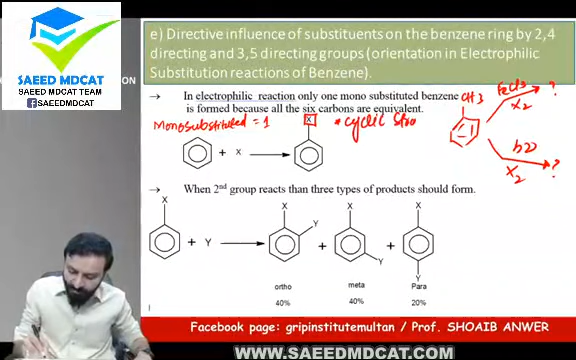 e) Directive influence of substituents on the benzene ring by 2,4
directing and 3,5 directing groups (orientation in Electrophilic
Substitution reactions of Benzene).
SAEED MDCAT
SAEED MDCAT TEAM
f/SAEEDMDCAT
→ In electrophilic reaction only one mono substituted benzene
is formed because all the six carbons are equivalent.
Monosubstituted = 1
X
* cyclic
+ X
CH3
X2
?
X2
?
→ When 2nd group reacts than three types of products should form.
X X X X
Y
+ Y + +
Y
Y
ortho meta Para
40% 40% 20%
Facebook page: gripinstitutemultan / Prof. SHOAIB ANWER
WWW.SAEEDMDCAT.COM